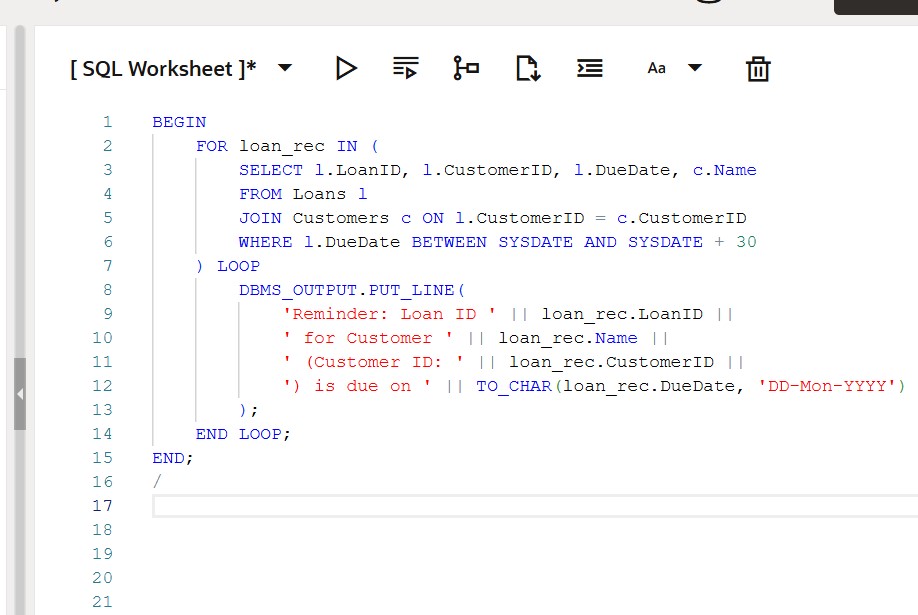 [ SQL Worksheet ]*
Aa
1 BEGIN
2     FOR loan_rec IN (
3         SELECT l.LoanID, l.CustomerID, l.DueDate, c.Name
4         FROM Loans l
5         JOIN Customers c ON l.CustomerID = c.CustomerID
6         WHERE l.DueDate BETWEEN SYSDATE AND SYSDATE + 30
7     ) LOOP
8         DBMS_OUTPUT.PUT_LINE(
9             'Reminder: Loan ID ' || loan_rec.LoanID ||
10             ' for Customer ' || loan_rec.Name ||
11             ' (Customer ID: ' || loan_rec.CustomerID ||
12             ') is due on ' || TO_CHAR(loan_rec.DueDate, 'DD-Mon-YYYY')
13         );
14     END LOOP;
15 END;
16 /
17
18
19
20
21